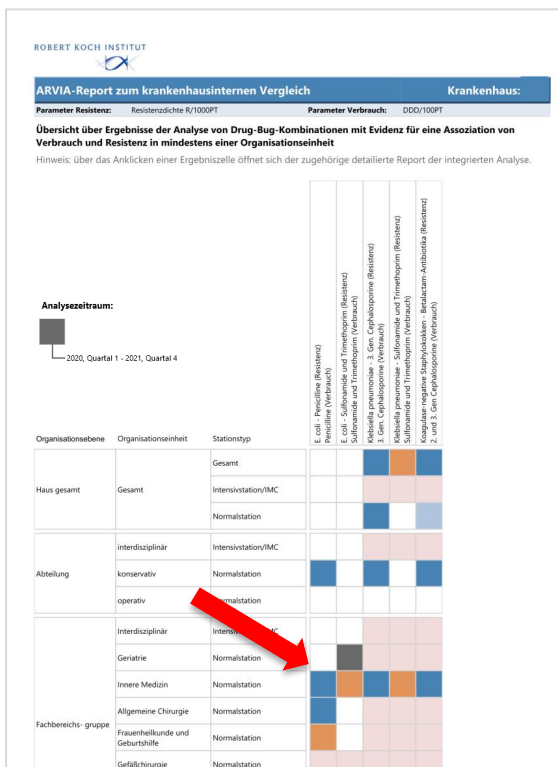 ROBERT KOCH INSTITUT
ARVIA-Report zum krankenhausinternen Vergleich
Krankenhaus:
Parameter Resistenz: Resistenzdichte R/1000PT
Parameter Verbrauch: DDD/100PT
Übersicht über Ergebnisse der Analyse von Drug-Bug-Kombinationen mit Evidenz für eine Assoziation von
Verbrauch und Resistenz in mindestens einer Organisationseinheit
Hinweis: über das Anklicken einer Ergebniszelle öffnet sich der zugehörige detailierte Report der integrierten Analyse.
Analysezeitraum:
2020, Quartal 1 - 2021, Quartal 4
E. coli - Penicilline (Resistenz)
Penicilline (Verbrauch)
E. coli - Sulfonamide und Trimethoprim (Resistenz)
Sulfonamide und Trimethoprim (Verbrauch)
Klebsiella pneumoniae - 3. Gen. Cephalosporine (Resistenz)
3. Gen. Cephalosporine (Verbrauch)
Klebsiella pneumoniae - Sulfonamide und Trimethoprim (Resistenz)
Sulfonamide und Trimethoprim (Verbrauch)
Koagulase-negative Staphylokokken - Betalactam-Antibiotika (Resistenz)
2. und 3. Gen Cephalosporine (Verbrauch)
Organisationsebene Organisationseinheit Stationstyp
Haus gesamt Gesamt Gesamt
Intensivstation/IMC
Normalstation
Abteilung interdisziplinär Intensivstation/IMC
konservativ Normalstation
operativ Normalstation
Fachbereichs- gruppe Interdisziplinär
Geriatrie Normalstation
Innere Medizin Normalstation
Allgemeine Chirurgie Normalstation
Frauenheilkunde und
Geburtshilfe Normalstation
Gefäßchirurgie Normalstation